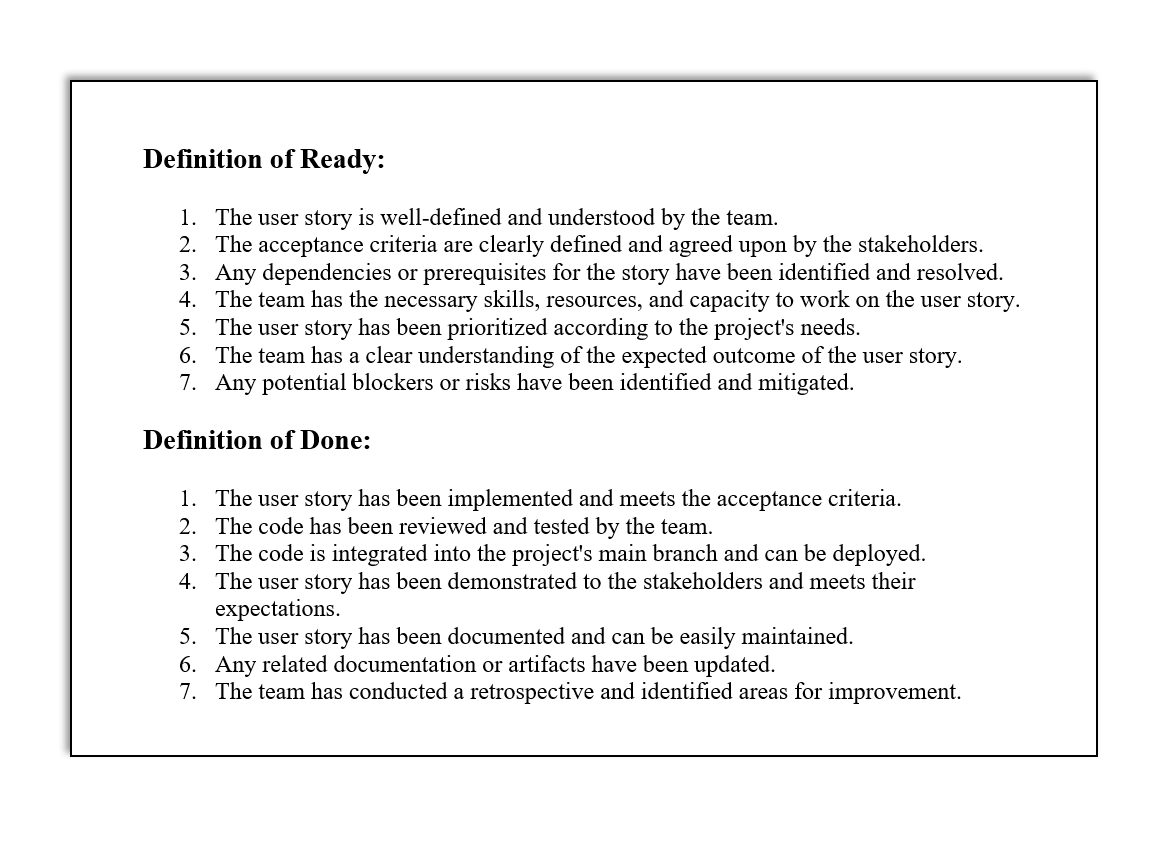 Definition of Ready:
1. The user story is well-defined and understood by the team.
2. The acceptance criteria are clearly defined and agreed upon by the stakeholders.
3. Any dependencies or prerequisites for the story have been identified and resolved.
4. The team has the necessary skills, resources, and capacity to work on the user story.
5. The user story has been prioritized according to the project's needs.
6. The team has a clear understanding of the expected outcome of the user story.
7. Any potential blockers or risks have been identified and mitigated.
Definition of Done:
1. The user story has been implemented and meets the acceptance criteria.
2. The code has been reviewed and tested by the team.
3. The code is integrated into the project's main branch and can be deployed.
4. The user story has been demonstrated to the stakeholders and meets their
expectations.
5. The user story has been documented and can be easily maintained.
6. Any related documentation or artifacts have been updated.
7. The team has conducted a retrospective and identified areas for improvement.